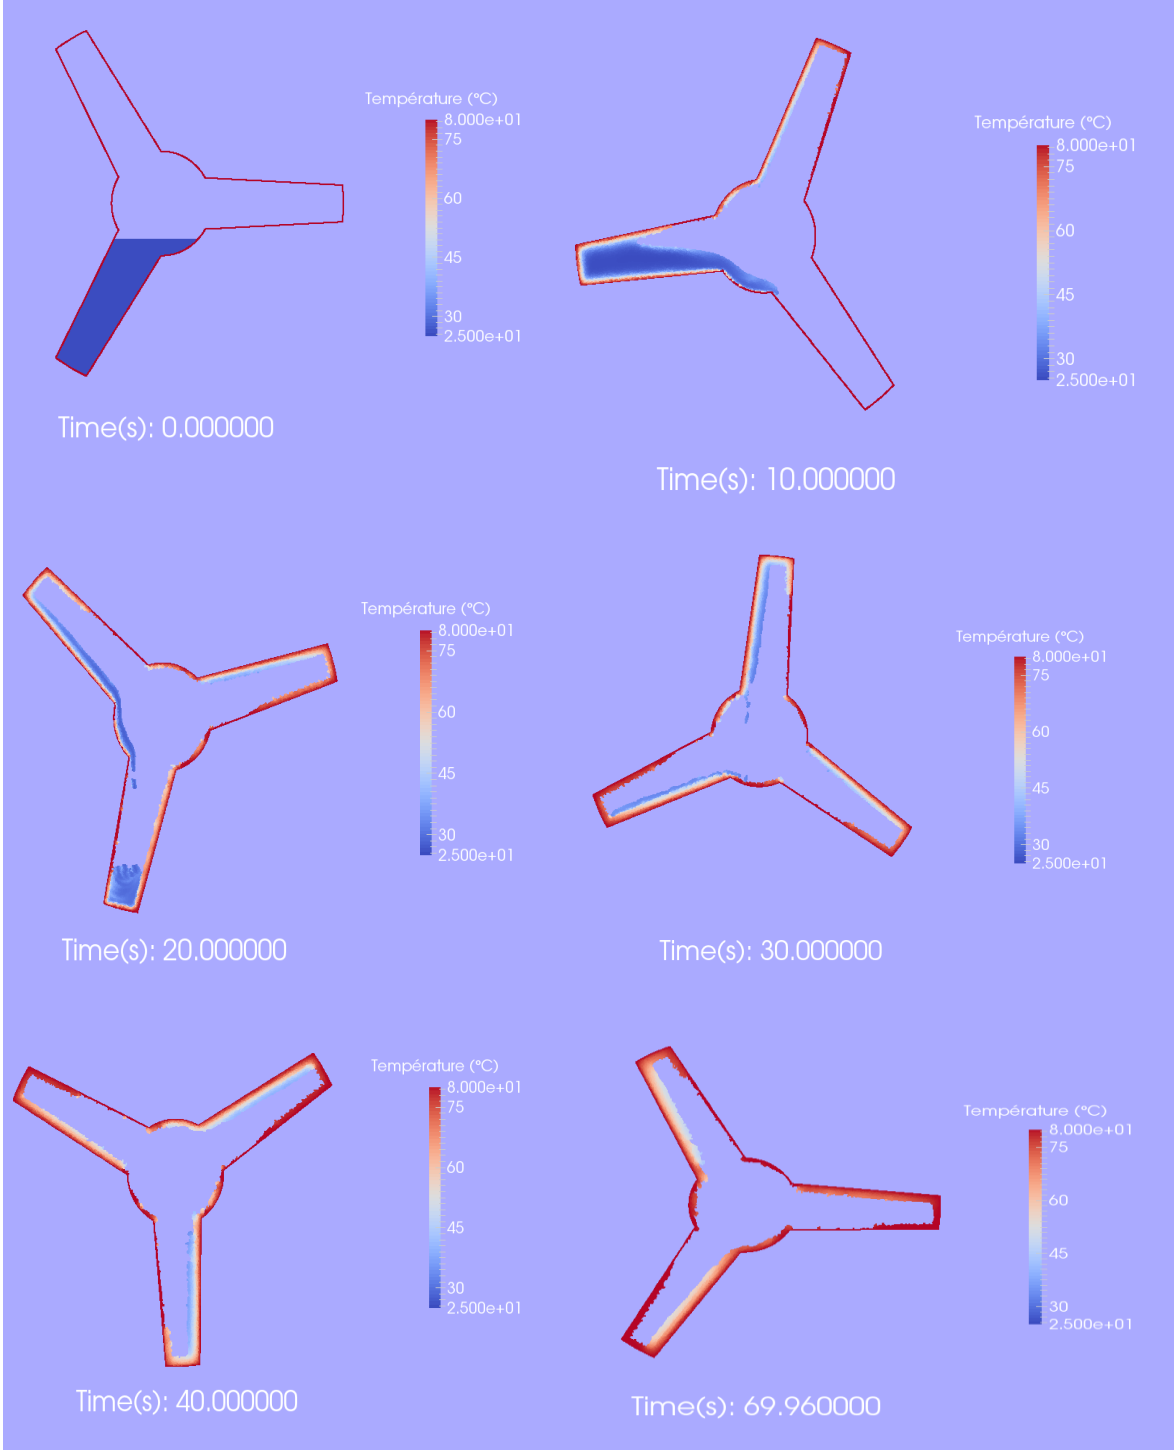 Température (°C)
8.000e+01
75
60
45
30
2.500e+01
Time(s): 0.000000
Température (°C)
8.000e+01
75
60
45
30
2.500e+01
Time(s): 10.000000
Température (°C)
8.000e+01
75
60
45
30
2.500e+01
Time(s): 20.000000
Température (°C)
8.000e+01
75
60
45
30
2.500e+01
Time(s): 30.000000
Température (°C)
8.000e+01
75
60
45
30
2.500e+01
Time(s): 40.000000
Température (°C)
8.000e+01
75
60
45
30
2.500e+01
Time(s): 69.960000